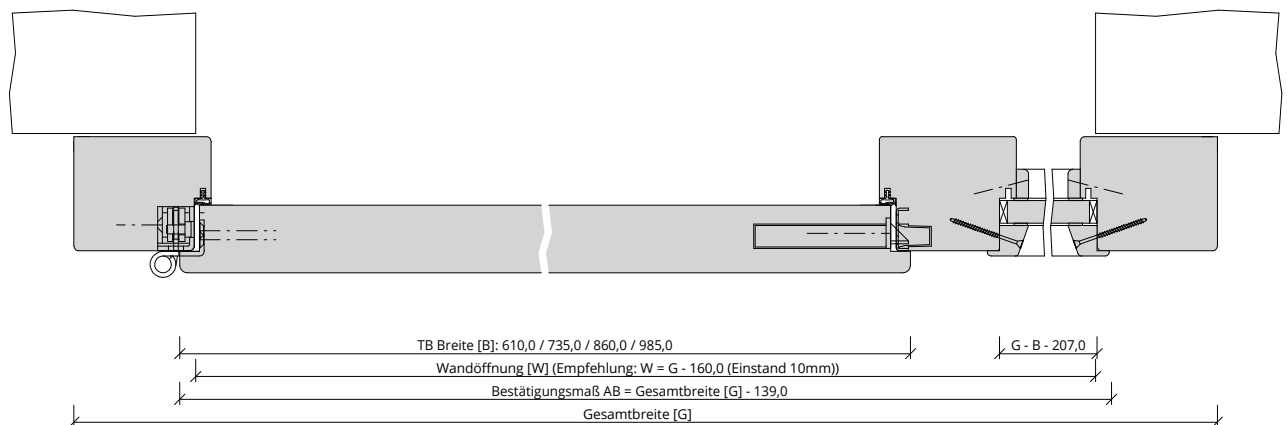 TB Breite [B]: 610,0 / 735,0 / 860,0 / 985,0
G - B - 207,0
Wandöffnung [W] (Empfehlung: W = G - 160,0 (Einstand 10mm))
Bestätigungsmaß AB = Gesamtbreite [G] - 139,0
Gesamtbreite [G]